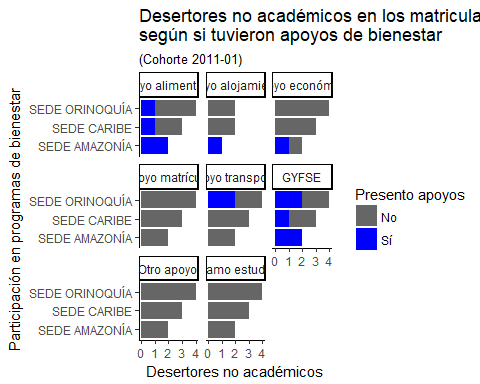 Desertores no académicos en los matricula
según si tuvieron apoyos de bienestar
(Cohorte 2011-01)
yo aliment yo alojamie yo económ
SEDE ORINOQUÍA
SEDE CARIBE
SEDE AMAZONÍA
oyo matrícu oyo transpo GYFSE
SEDE ORINOQUÍA
SEDE CARIBE
SEDE AMAZONÍA
0 1 2 3 4
Otro apoyo amo estud
SEDE ORINOQUÍA
SEDE CARIBE
SEDE AMAZONÍA
0 1 2 3 4 0 1 2 3 4
Desertores no académicos
Participación en programas de bienestar
Presento apoyos
No
Sí